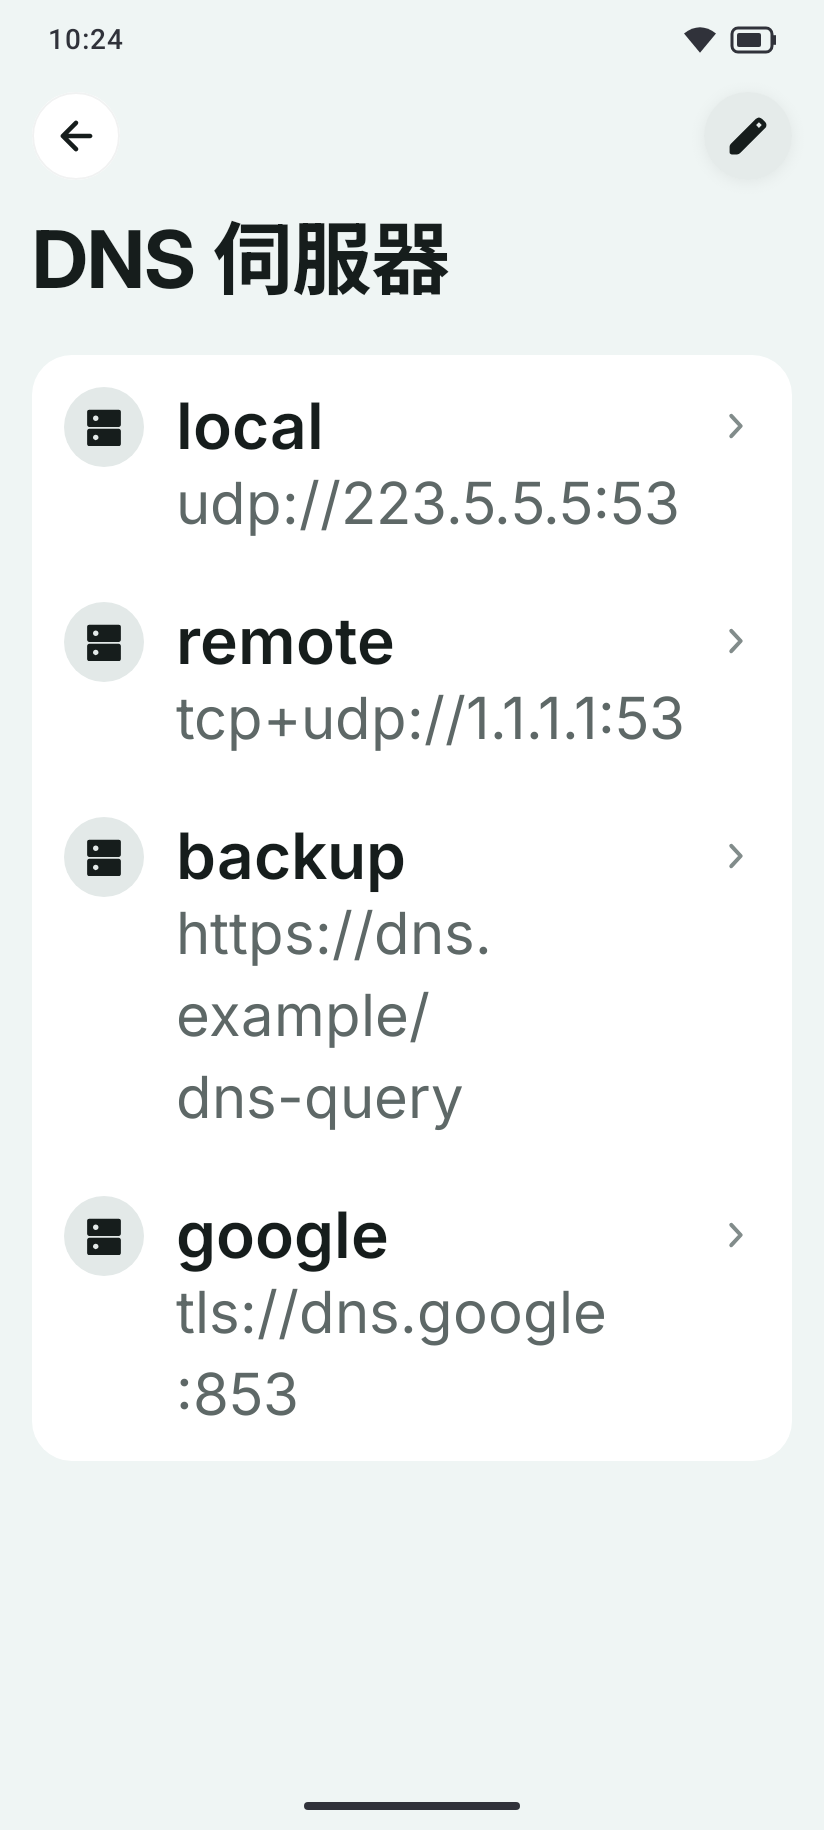 10:24
DNS 伺服器
local
udp://223.5.5.5:53
remote
tcp+udp://1.1.1.1:53
backup
https://dns.
example/
dns-query
google
tls://dns.google
:853